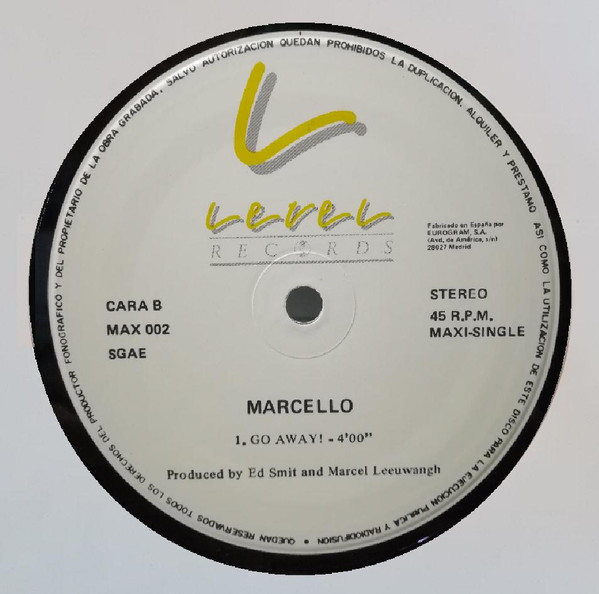 QUEDAN RESERVADOS TODOS LOS DERECHOS DEL PRODUCTOR FONOGRAFICO Y DEL PROPIETARIO DE LA OBRA GRABADA. SALVO AUTORIZACION QUEDAN PROHIBIDOS LA DUPLICACION, ALQUILER Y PRESTAMO ASI COMO LA UTILIZACION DE ESTE DISCO PARA LA EJECUCION PUBLICA Y RADIODIFUSION •
Level
RECORDS
Fabricado en España por
EUROGRAM, S.A.
(Avd. de América, s/n)
28027 Madrid
CARA B
MAX 002
SGAE
STEREO
45 R.P.M.
MAXI-SINGLE
MARCELLO
1. GO AWAY! - 4'00"
Produced by Ed Smit and Marcel Leeuwangh